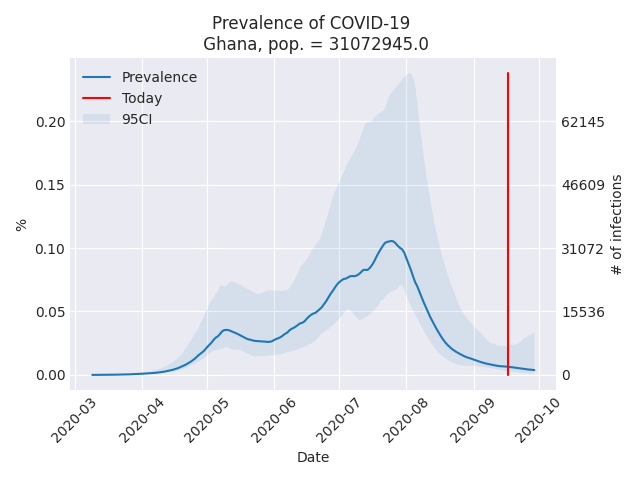 Prevalence of COVID-19
Ghana, pop. = 31072945.0
Prevalence
Today
95CI
0.20
0.15
0.10
0.05
0.00
%
62145
46609
31072
15536
0
# of infections
2020-03
2020-04
2020-05
2020-06
2020-07
2020-08
2020-09
2020-10
Date